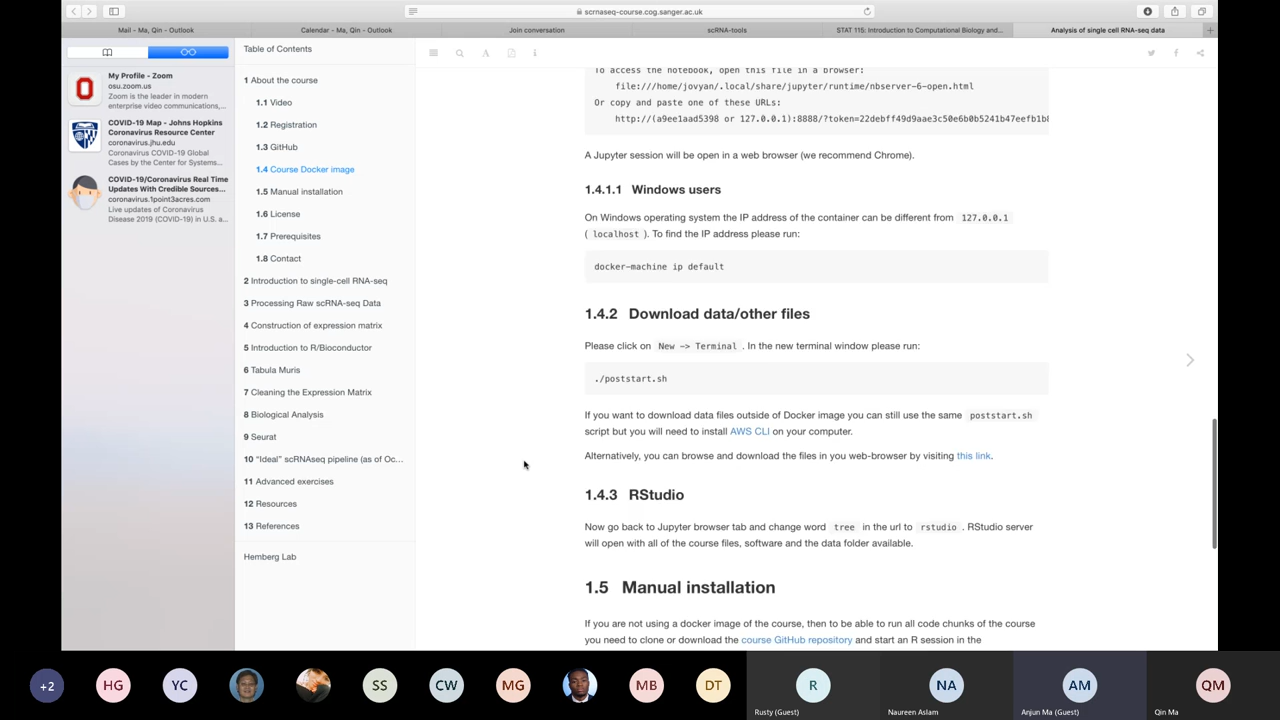 scrnaseq-course.cog.sanger.ac.uk
Mail - Ma, Qin - Outlook
Calendar - Ma, Qin - Outlook
Join conversation
scRNA-tools
STAT 115: Introduction to Computational Biology and...
Analysis of single cell RNA-seq data
My Profile - Zoom
osu.zoom.us
Zoom is the leader in
modern enterprise video
communications,...
COVID-19 Map - Johns Hopkins
Coronavirus Resource Center
coronavirus.jhu.edu
Coronavirus COVID-19 Global
Cases by the Center for Systems...
COVID-19/Coronavirus Real Time
Updates With Credible Sources...
coronavirus.1point3acres.com
Live updates of Coronavirus
Disease 2019 (COVID-19) in U.S. a...
Table of Contents
1 About the course
1.1 Video
1.2 Registration
1.3 GitHub
1.4 Course Docker image
1.5 Manual installation
1.6 License
1.7 Prerequisites
1.8 Contact
2 Introduction to single-cell RNA-seq
3 Processing Raw scRNA-seq Data
4 Construction of expression matrix
5 Introduction to R/Bioconductor
6 Tabula Muris
7 Cleaning the Expression Matrix
8 Biological Analysis
9 Seurat
10 “Ideal” scRNAseq pipeline (as of Oc...
11 Advanced exercises
12 Resources
13 References
Hemberg Lab
To access the notebook, open this file in a browser:
file:///home/jovyan/.local/share/jupyter/runtime/nbserver-6-open.html
Or copy and paste one of these URLs:
http://(a9ee1aad5398 or 127.0.0.1):8888/?token=22debff49d9aae3c50e6b0b5241b47eefb1b8
A Jupyter session will be open in a web browser (we recommend Chrome).
1.4.1.1 Windows users
On Windows operating system the IP address of the container can be different from 127.0.0.1
( localhost ). To find the IP address please run:
docker-machine ip default
1.4.2 Download data/other files
Please click on New -> Terminal . In the new terminal window please run:
./poststart.sh
If you want to download data files outside of Docker image you can still use the same poststart.sh
script but you will need to install AWS CLI on your computer.
Alternatively, you can browse and download the files in you web-browser by visiting this link.
1.4.3 RStudio
Now go back to Jupyter browser tab and change word tree in the url to rstudio . RStudio server
will open with all of the course files, software and the data folder available.
1.5 Manual installation
If you are not using a docker image of the course, then to be able to run all code chunks of the course
you need to clone or download the course GitHub repository and start an R session in the
+2
HG
YC
SS
CW
MG
MB
DT
R
NA
AM
QM
Rusty (Guest)
Naureen Aslam
Anjun Ma (Guest)
Qin Ma